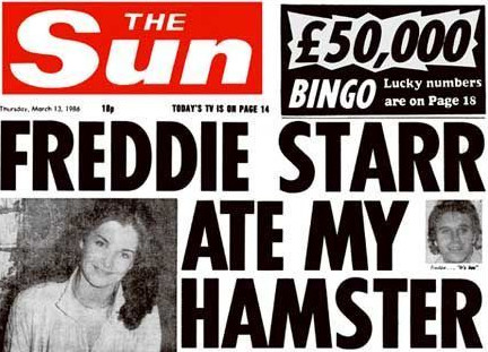 THE
Sun
£50,000
BINGO
Lucky numbers
are on Page 18
Thursday, March 13, 1986
18p
TODAY'S TV IS ON PAGE 14
FREDDIE STARR
ATE MY
HAMSTER